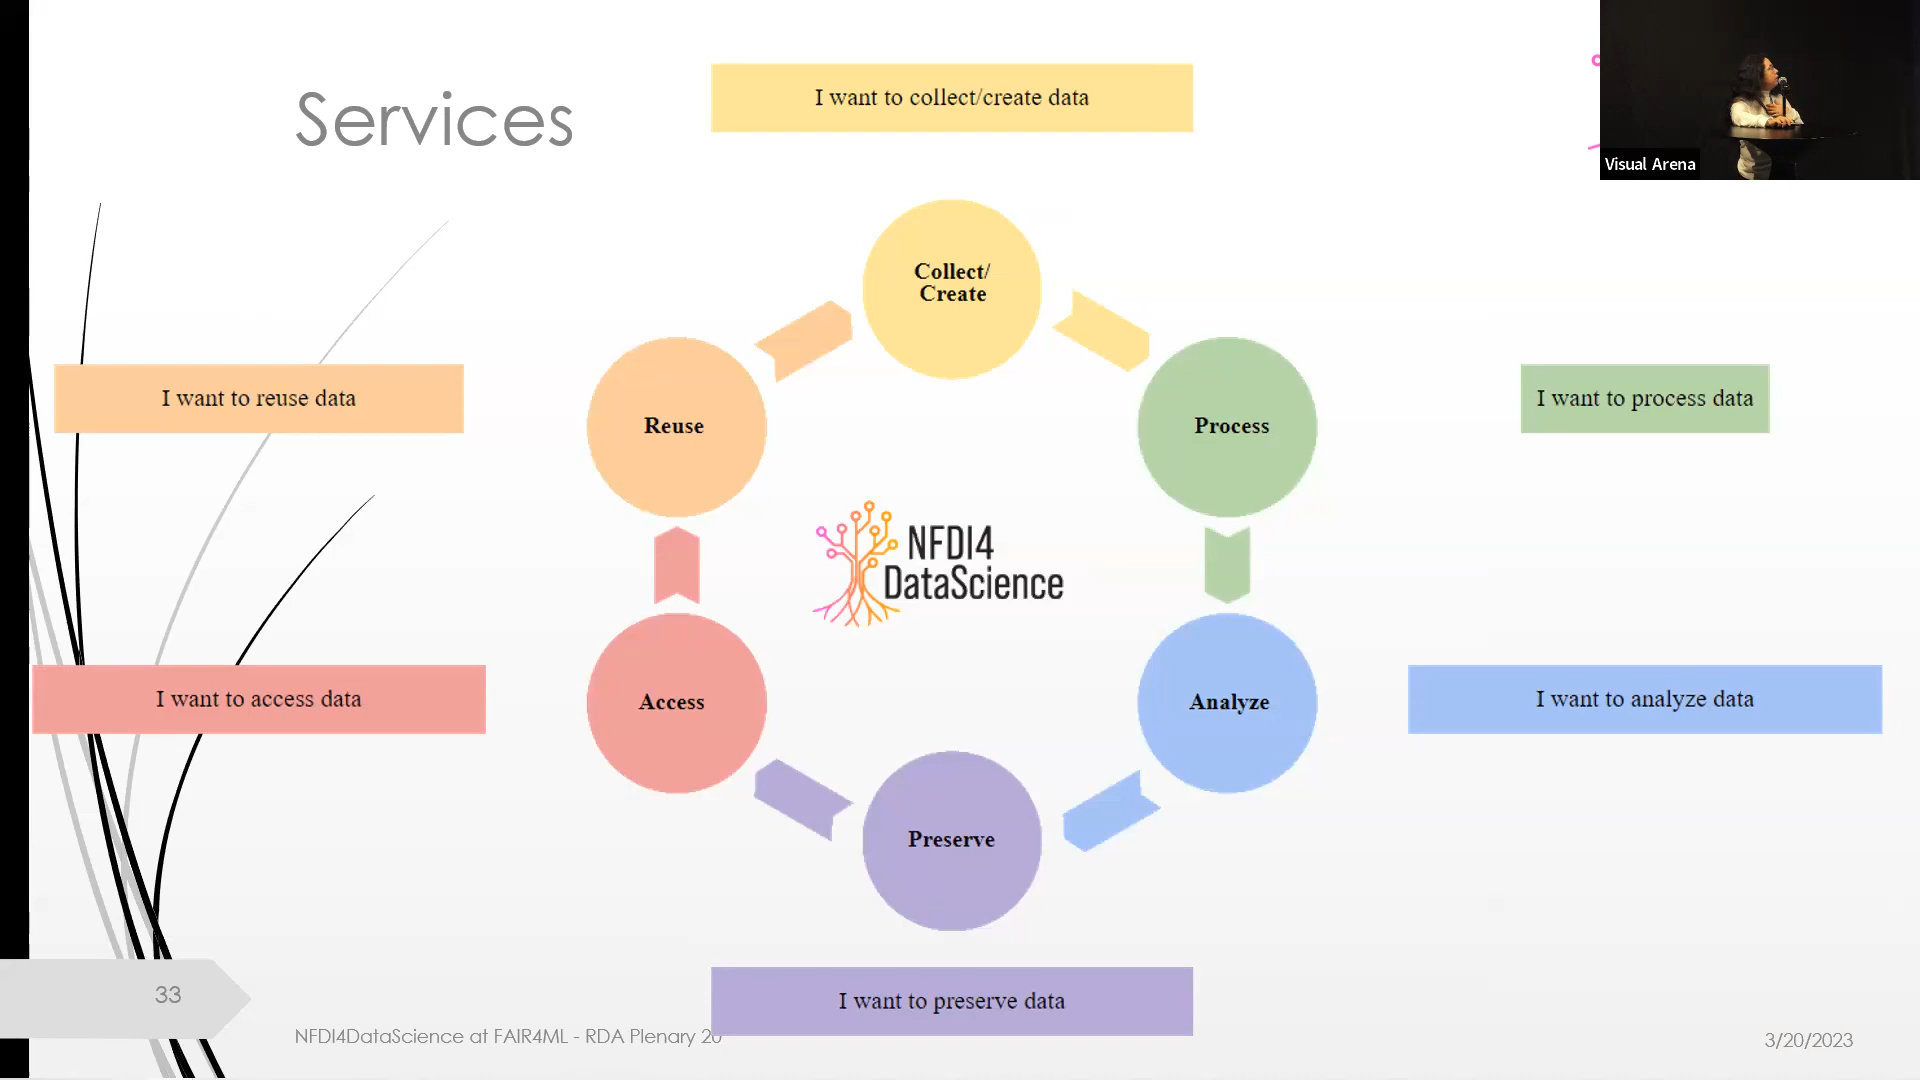 Services
I want to collect/create data
Visual Arena
Collect/
Create
I want to reuse data
Reuse
Process
I want to process data
NFDI4
DataScience
I want to access data
Access
Analyze
I want to analyze data
Preserve
I want to preserve data
33
NFDI4DataScience at FAIR4ML - RDA Plenary 20
3/20/2023